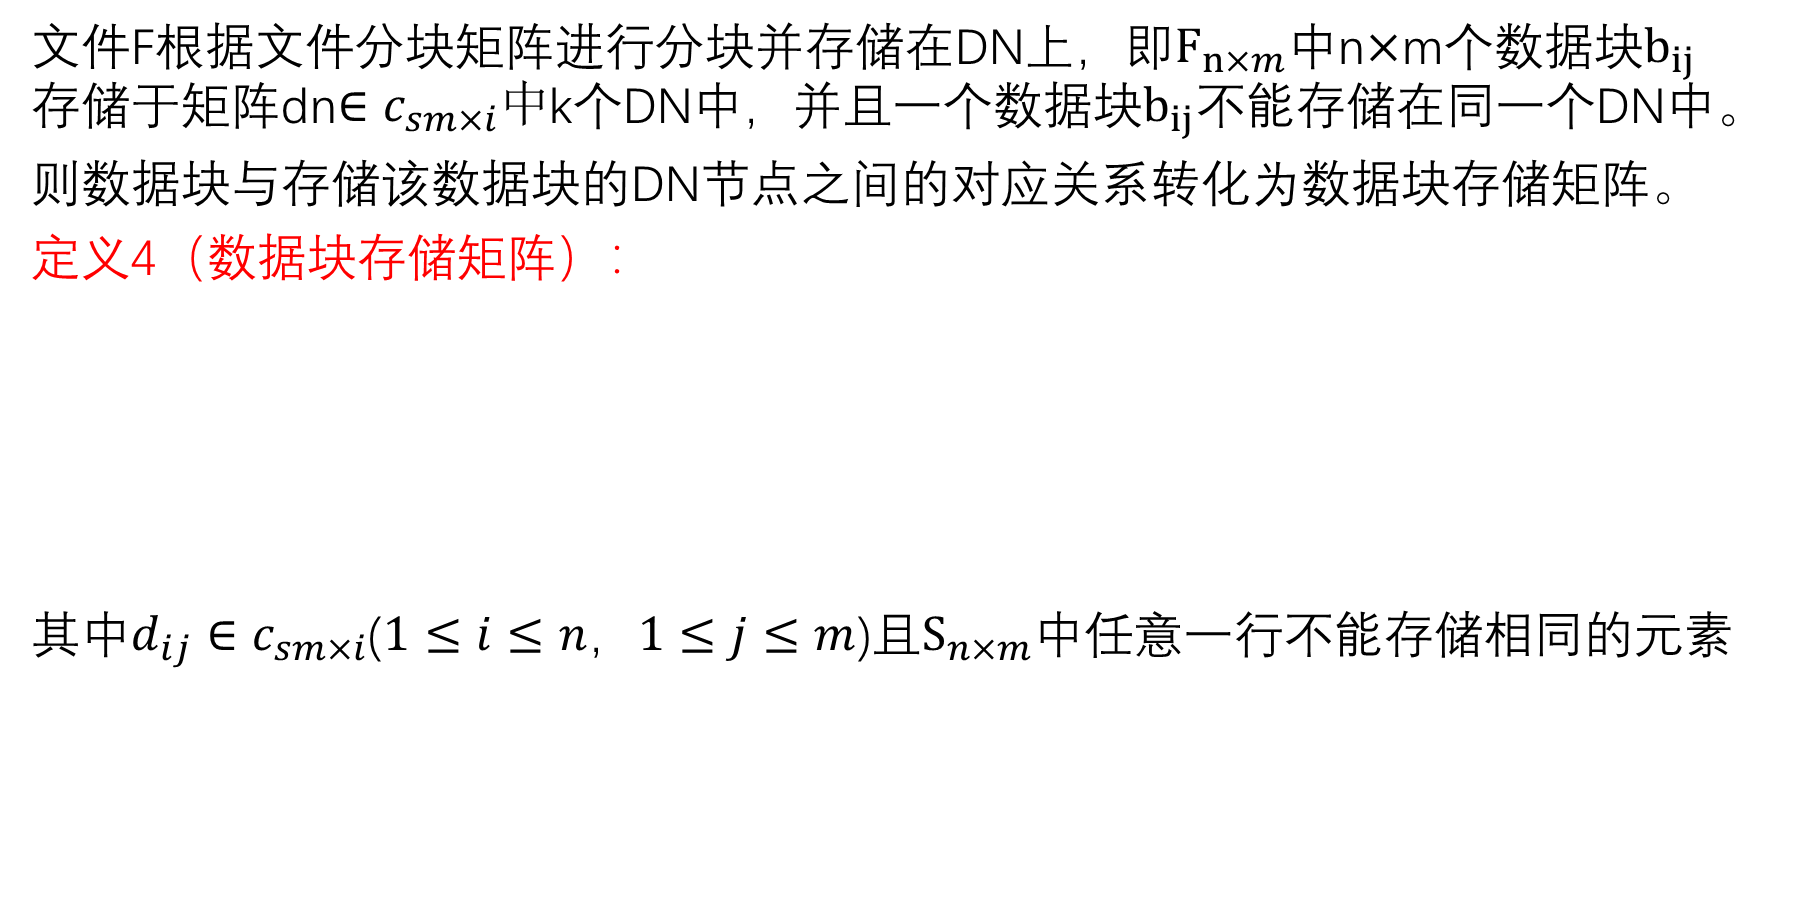 文件F根据文件分块矩阵进行分块并存储在DN上，即Fₙₓₘ中n×m个数据块bᵢⱼ
存储于矩阵dn∈ c_{sm×i}中k个DN中，并且一个数据块bᵢⱼ不能存储在同一个DN中。
则数据块与存储该数据块的DN节点之间的对应关系转化为数据块存储矩阵。
定义4（数据块存储矩阵）:
其中d_{ij} ∈ c_{sm×i}(1 ≤ i ≤ n，1 ≤ j ≤ m)且S_{n×m}中任意一行不能存储相同的元素